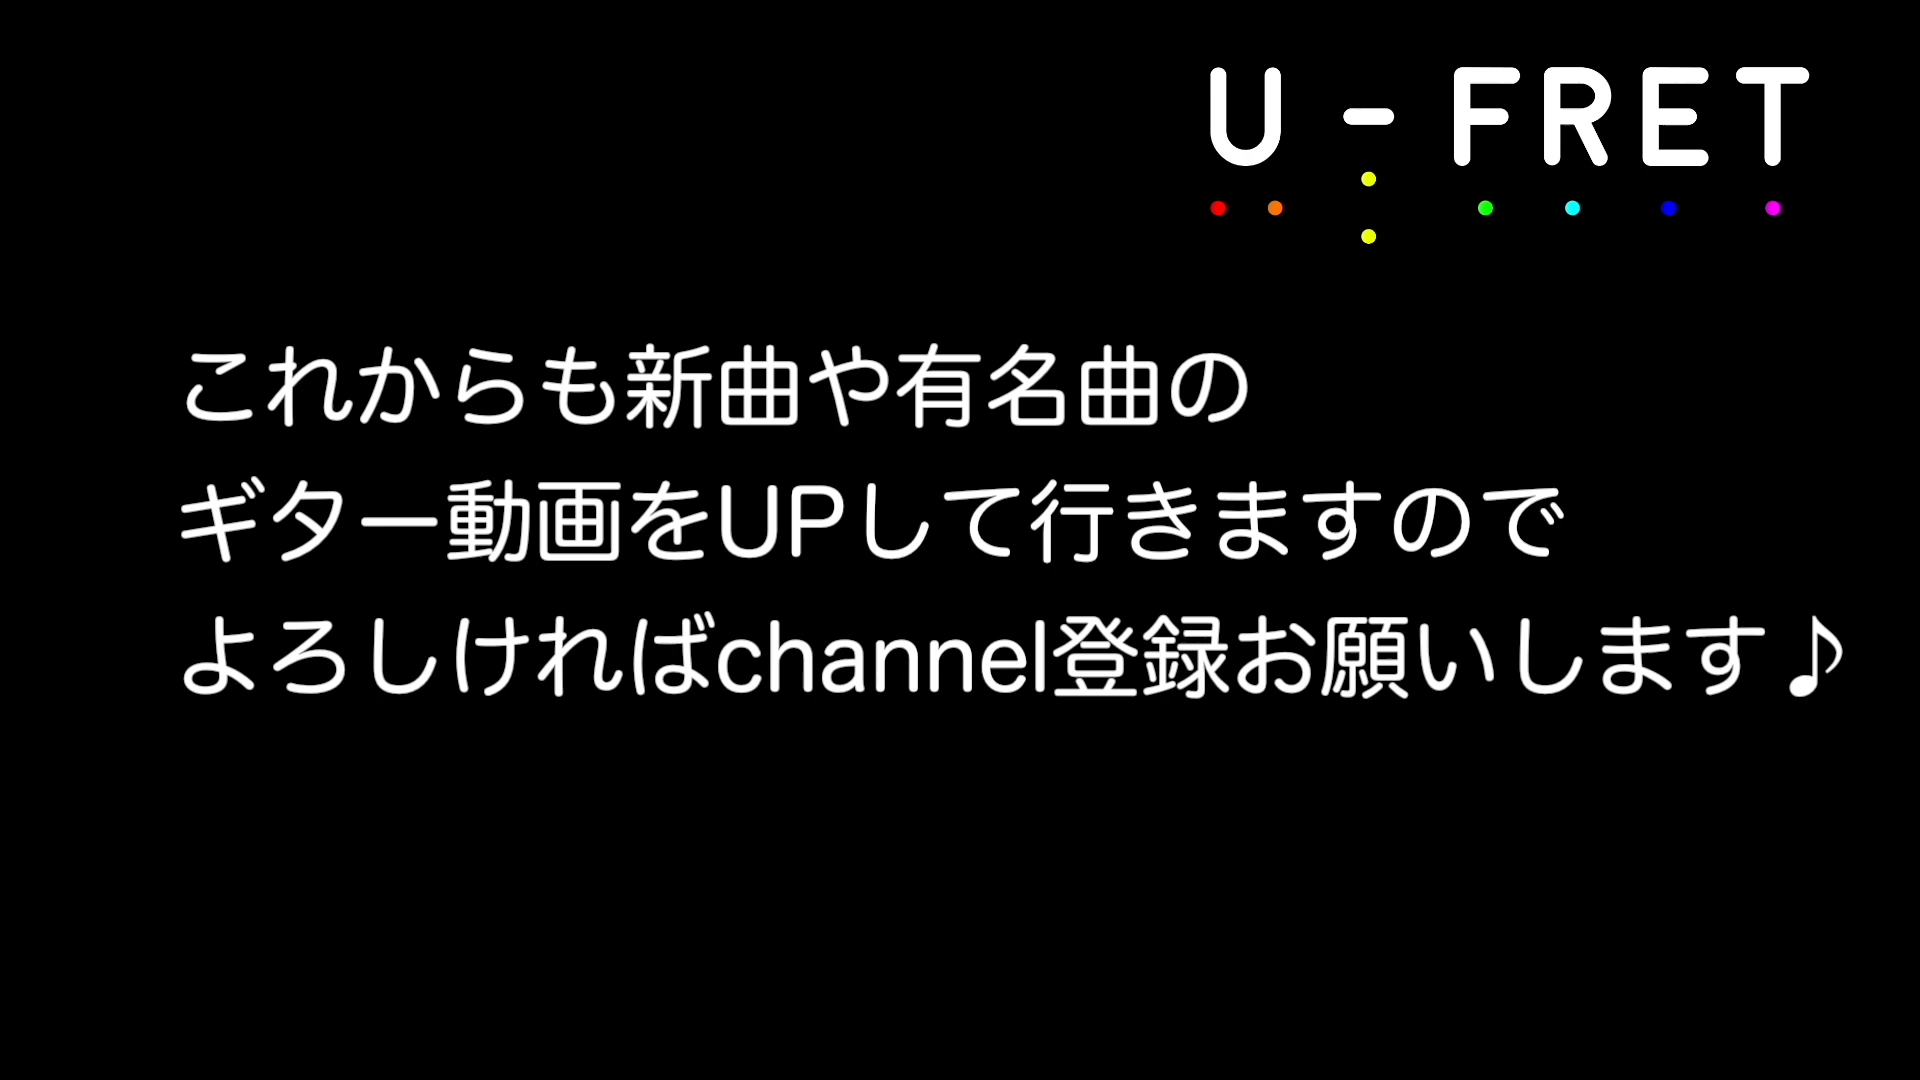 U-FRET
これからも新曲や有名曲の
ギター動画をUPして行きますので
よろしければchannel登録お願いします♪